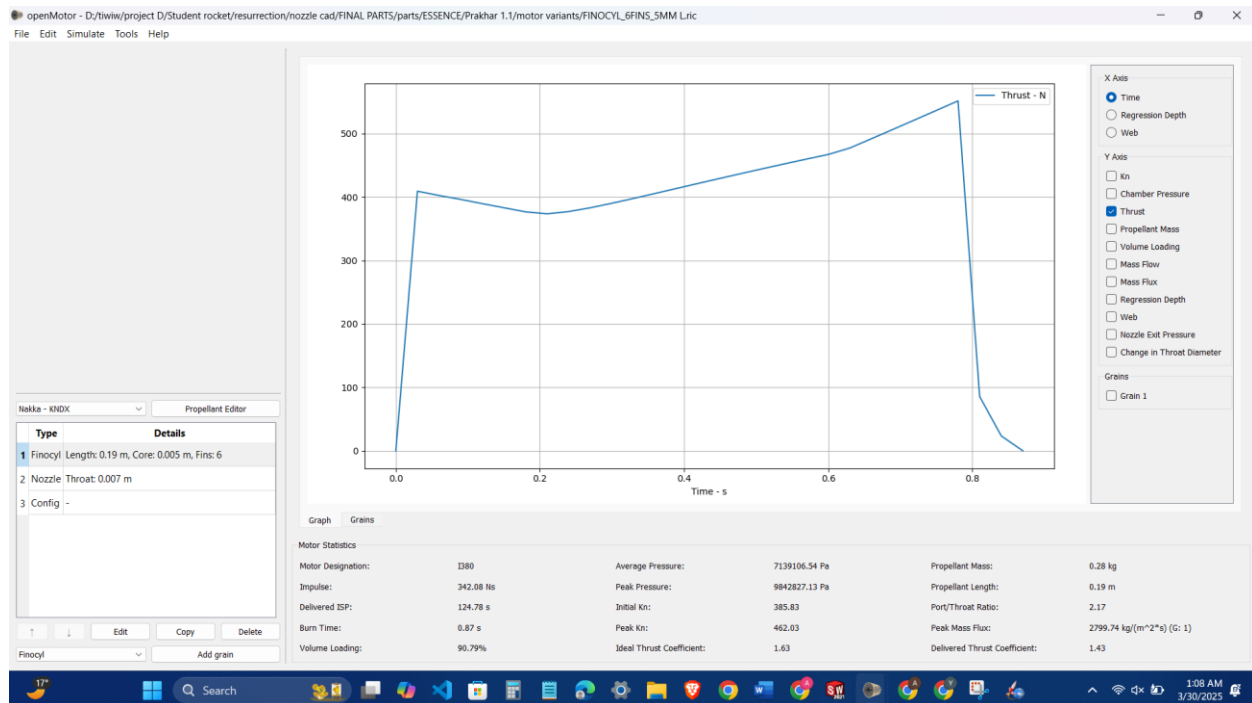 openMotor - D:/tiwiw/project D/Student rocket/resurrection/nozzle cad/FINAL PARTS/parts/ESSENCE/Prakhar 1.1/motor variants/FINOCYL_6FINS_5MM L.ric
File Edit Simulate Tools Help
Thrust - N
500
400
300
200
100
0
0.0 0.2 0.4 0.6 0.8
Time - s
X Axis
Time
Regression Depth
Web
Y Axis
Kn
Chamber Pressure
Thrust
Propellant Mass
Volume Loading
Mass Flow
Mass Flux
Regression Depth
Web
Nozzle Exit Pressure
Change in Throat Diameter
Grains
Grain 1
Nakka - KNDX Propellant Editor
Type Details
1 Finocyl Length: 0.19 m, Core: 0.005 m, Fins: 6
2 Nozzle Throat: 0.007 m
3 Config -
↑ ↓ Edit Copy Delete
Finocyl Add grain
Graph Grains
Motor Statistics
Motor Designation: I380 Average Pressure: 7139106.54 Pa Propellant Mass: 0.28 kg
Impulse: 342.08 Ns Peak Pressure: 9842827.13 Pa Propellant Length: 0.19 m
Delivered ISP: 124.78 s Initial Kn: 385.83 Port/Throat Ratio: 2.17
Burn Time: 0.87 s Peak Kn: 462.03 Peak Mass Flux: 2799.74 kg/(m^2*s) (G: 1)
Volume Loading: 90.79% Ideal Thrust Coefficient: 1.63 Delivered Thrust Coefficient: 1.43
17° Search 1:08 AM
3/30/2025